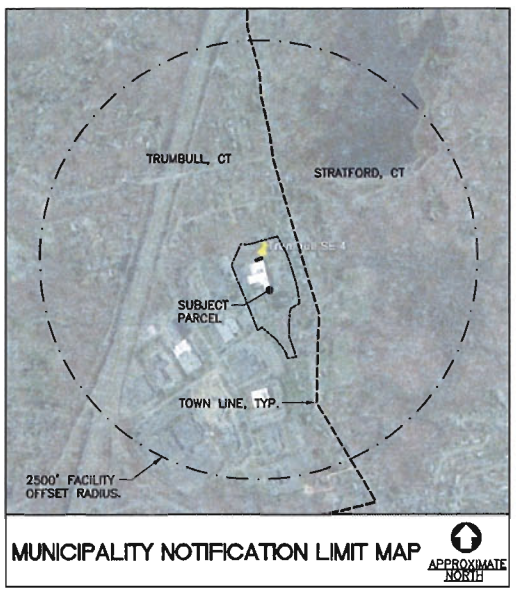 TRUMBULL, CT
STRATFORD, CT
SUBJECT
PARCEL
TOWN LINE, TYP.
2500' FACILITY
OFFSET RADIUS.
MUNICIPALITY NOTIFICATION LIMIT MAP
APPROXIMATE
NORTH